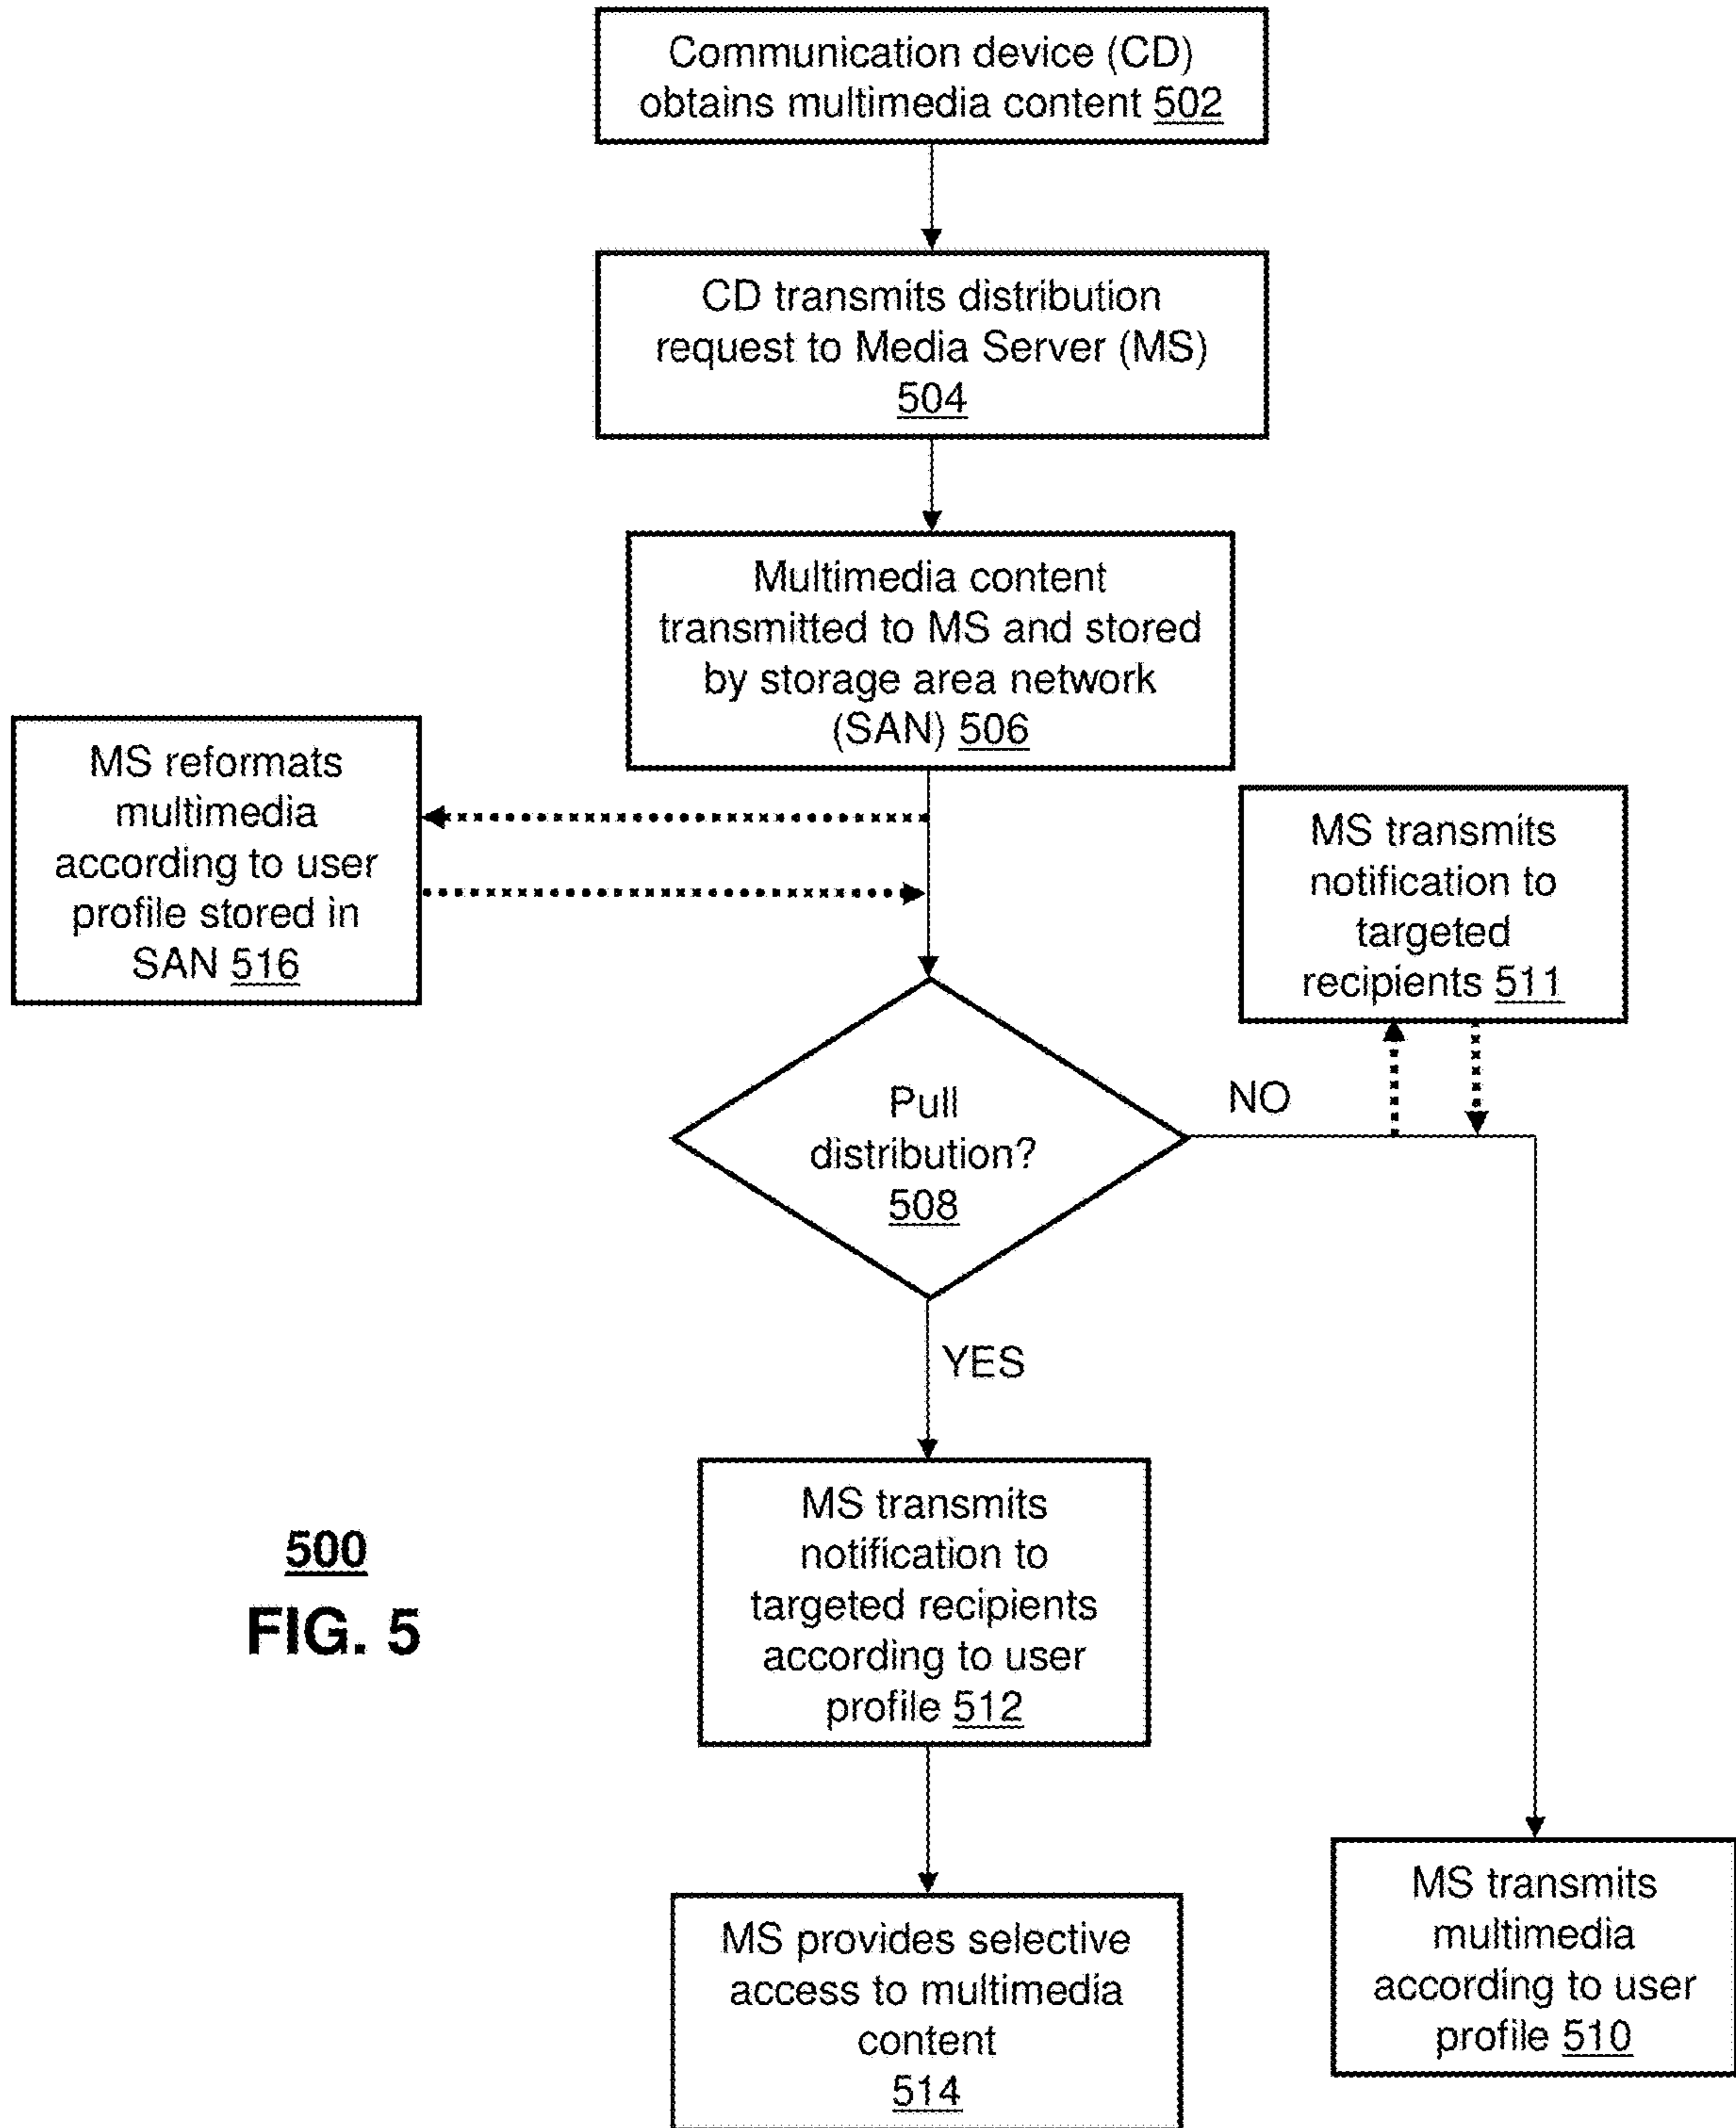 Communication device (CD)
obtains multimedia content 502
CD transmits distribution
request to Media Server (MS)
504
Multimedia content
transmitted to MS and stored
by storage area network
(SAN) 506
MS reformats
multimedia
according to user
profile stored in
SAN 516
MS transmits
notification to
targeted
recipients 511
Pull
distribution?
508
NO
YES
MS transmits
notification to
targeted recipients
according to user
profile 512
500
FIG. 5
MS provides selective
access to multimedia
content
514
MS transmits
multimedia
according to user
profile 510